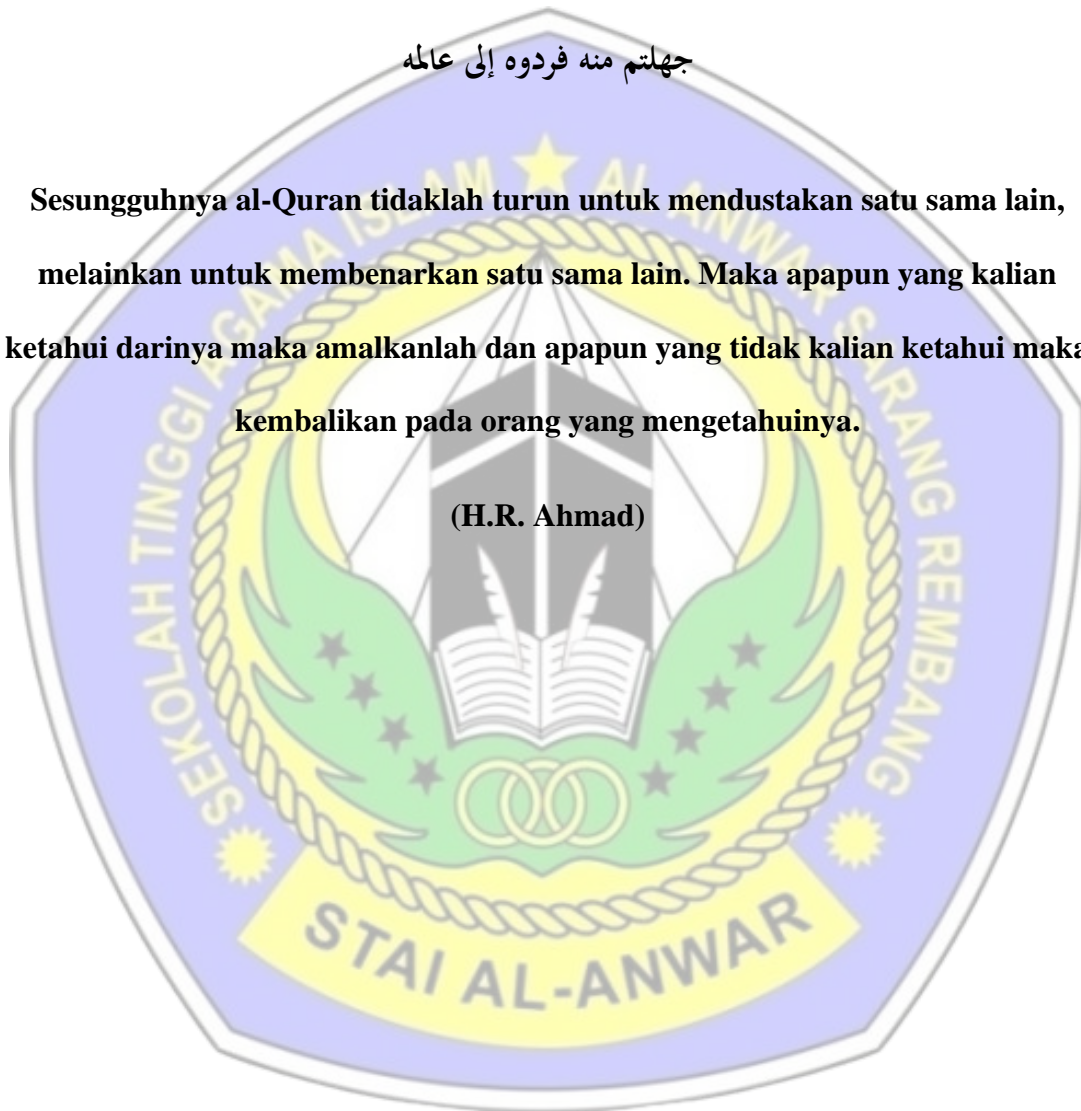 جهلتم منه فردوه إلى عالمه
Sesungguhnya al-Quran tidaklah turun untuk mendustakan satu sama lain,
melainkan untuk membenarkan satu sama lain. Maka apapun yang kalian
ketahui darinya maka amalkanlah dan apapun yang tidak kalian ketahui maka
kembalikan pada orang yang mengetahuinya.
(H.R. Ahmad)
SEKOLAH TINGGI AGAMA ISLAM AL-ANWAR SARANG REMBANG
STAI AL-ANWAR